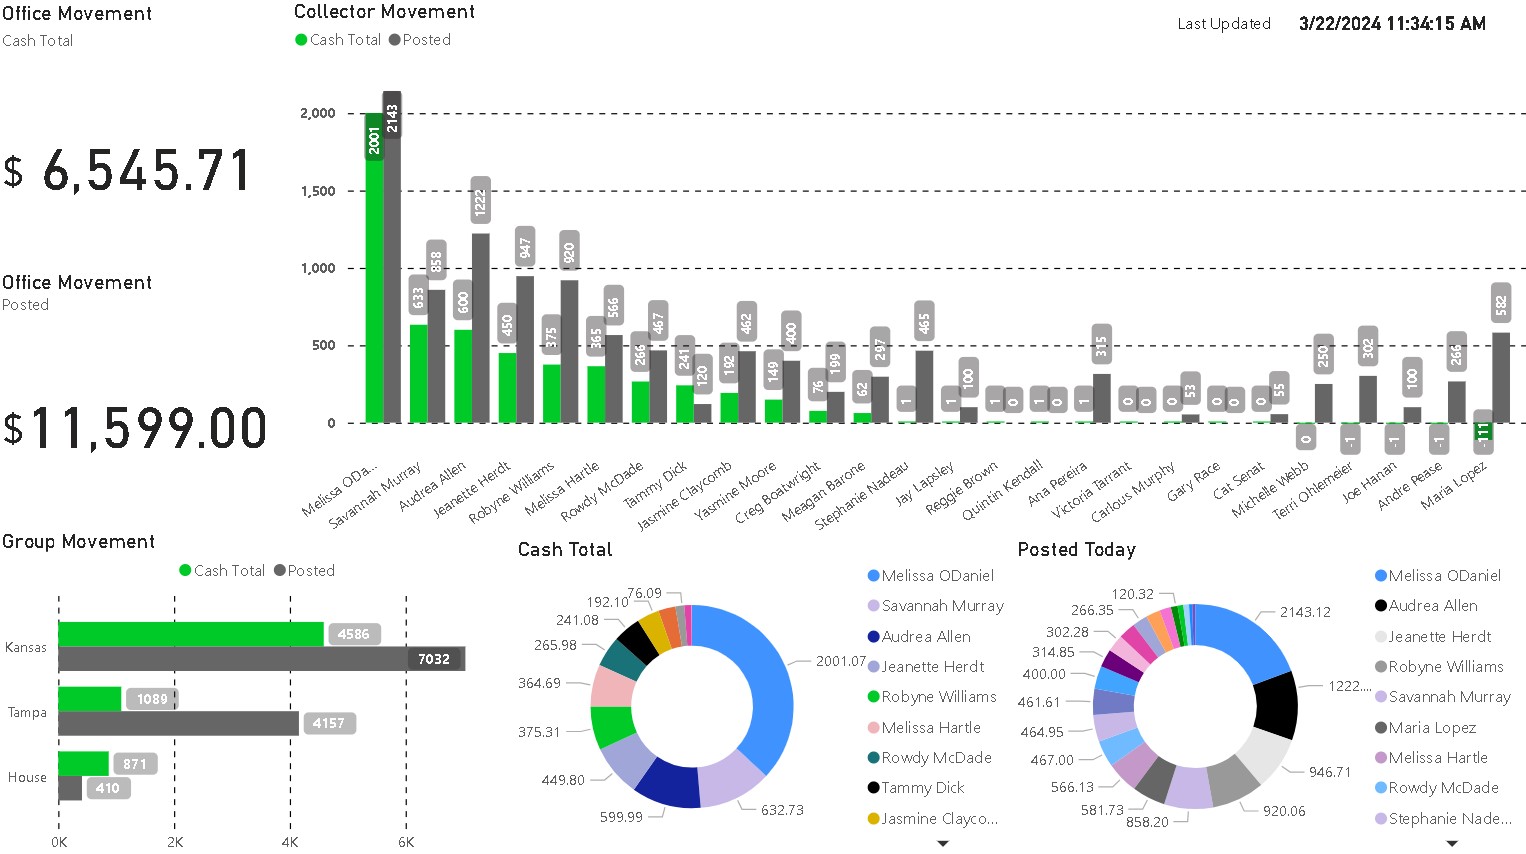 Office Movement
Cash Total
$ 6,545.71
Office Movement
Posted
$11,599.00
Collector Movement
Cash Total Posted
Last Updated 3/22/2024 11:34:15 AM
2,000
1,500
1,000
500
0
2001 2143
633 858
600 1222
450 947
375 920
365 566
266 467
241 120
192 462
149 400
76 199
62 297
1 465
1 100
1 0
1 0
1 315
0 0
0 53
0 0
0 55
0 250
-1 302
-1 100
-1 266
-111 582
Melissa ODa...
Savannah Murray
Audrea Allen
Jeanette Herdt
Robyne Williams
Melissa Hartle
Rowdy McDade
Tammy Dick
Jasmine Claycomb
Yasmine Moore
Creg Boatwright
Meagan Barone
Stephanie Nadeau
Jay Lapsley
Reggie Brown
Quintin Kendall
Ana Pereira
Victoria Tarrant
Carlous Murphy
Gary Race
Cat Senat
Michelle Webb
Terri Ohlemeier
Joe Hanan
Andre Pease
Maria Lopez
Group Movement
Cash Total Posted
Kansas
4586
7032
Tampa
1089
4157
House
871
410
0K 2K 4K 6K
Cash Total
2001.07
632.73
599.99
449.80
375.31
364.69
265.98
241.08
192.10
76.09
Melissa ODaniel
Savannah Murray
Audrea Allen
Jeanette Herdt
Robyne Williams
Melissa Hartle
Rowdy McDade
Tammy Dick
Jasmine Clayco...
Posted Today
2143.12
1222....
946.71
920.06
858.20
581.73
566.13
467.00
464.95
461.61
400.00
314.85
302.28
266.35
120.32
Melissa ODaniel
Audrea Allen
Jeanette Herdt
Robyne Williams
Savannah Murray
Maria Lopez
Melissa Hartle
Rowdy McDade
Stephanie Nade...